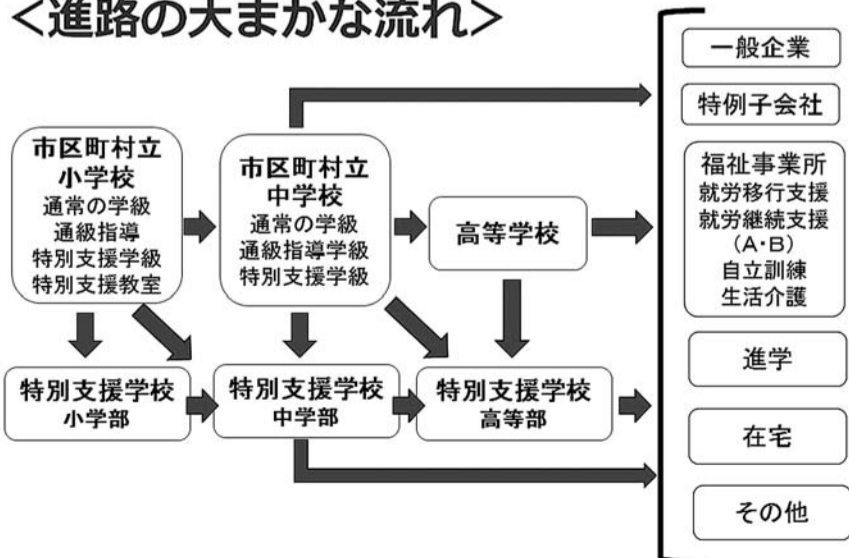 <進路の大まかな流れ>
市区町村立
小学校
通常の学級
通級指導
特別支援学級
特別支援教室
市区町村立
中学校
通常の学級
通級指導学級
特別支援学級
高等学校
特別支援学校
小学部
特別支援学校
中学部
特別支援学校
高等部
一般企業
特例子会社
福祉事業所
就労移行支援
就労継続支援
(A・B)
自立訓練
生活介護
進学
在宅
その他